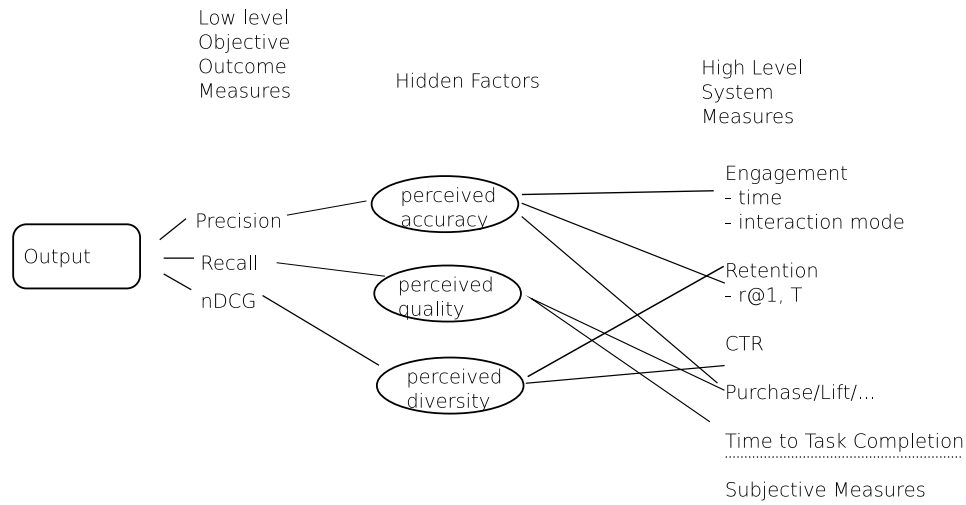 Low level
Objective
Outcome
Measures
Hidden Factors
High Level
System
Measures
Output
Precision
Recall
nDCG
perceived
accuracy
perceived
quality
perceived
diversity
Engagement
- time
- interaction mode
Retention
- r@1, T
CTR
Purchase/Lift/...
Time to Task Completion
Subjective Measures